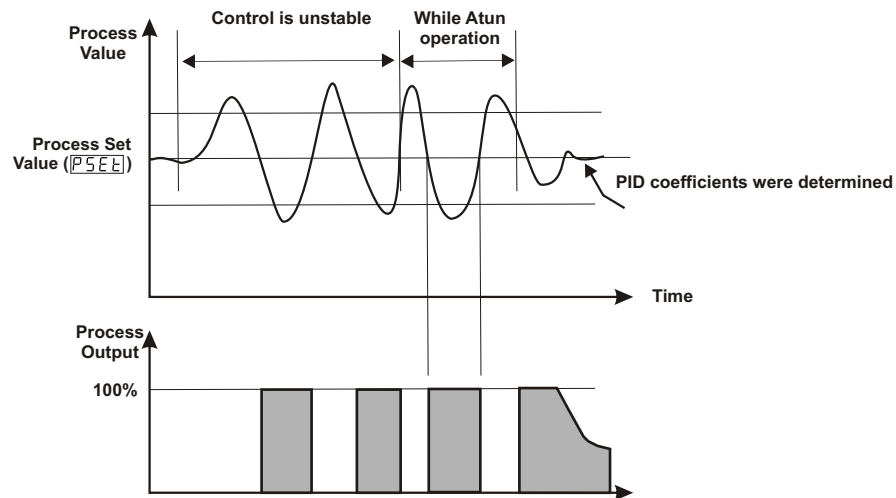 Control is unstable
While Atun
operation
Process
Value
Process Set
Value (PSEt)
PID coefficients were determined
Time
Process
Output
100%